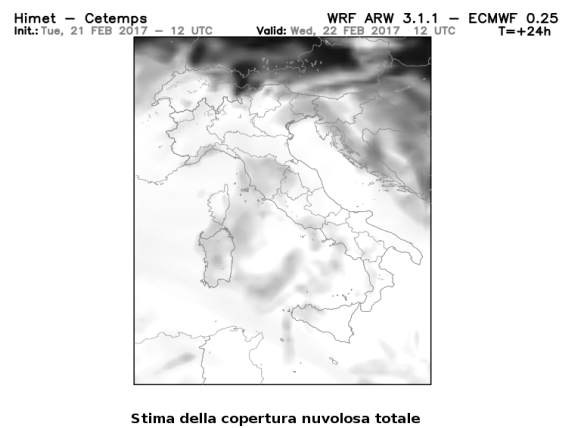 Himet – Cetemps WRF ARW 3.1.1 – ECMWF 0.25
Init.: Tue, 21 FEB 2017 – 12 UTC Valid: Wed, 22 FEB 2017 12 UTC T=+24h
Stima della copertura nuvolosa totale